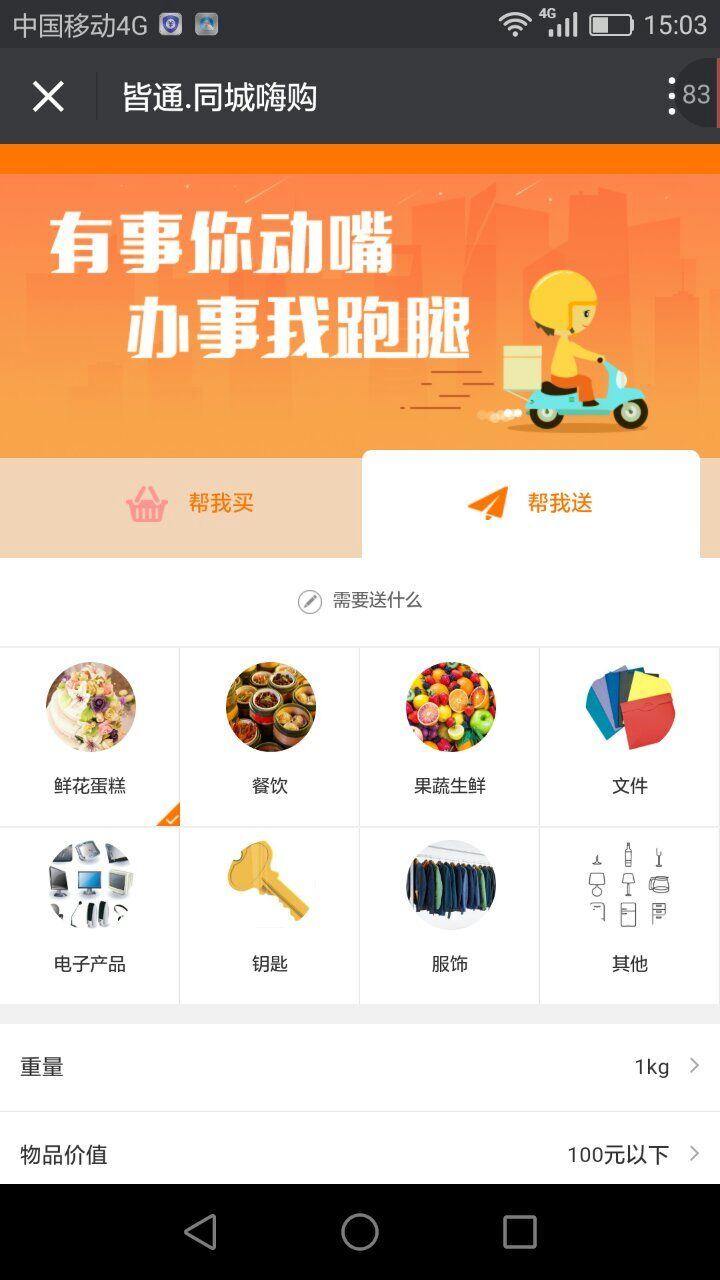 中国移动4G
4G
15:03
皆通.同城嗨购
83
有事你动嘴
办事我跑腿
帮我买
帮我送
需要送什么
鲜花蛋糕
餐饮
果蔬生鲜
文件
电子产品
钥匙
服饰
其他
重量
1kg
物品价值
100元以下